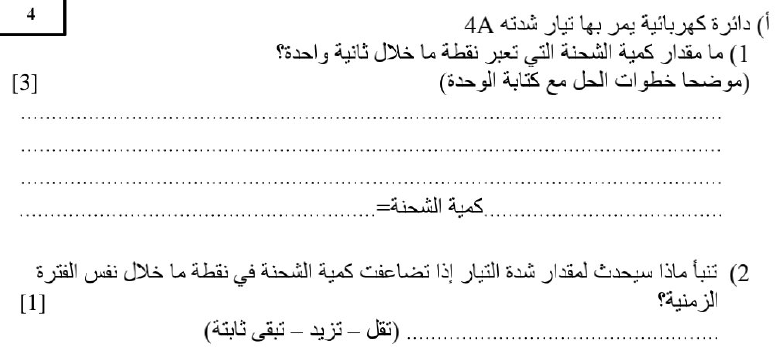 4
أ) دائرة كهربائية يمر بها تيار شدته 4A
1) ما مقدار كمية الشحنة التي تعبر نقطة ما خلال ثانية واحدة؟
(موضحا خطوات الحل مع كتابة الوحدة) [3]
................................................................................
................................................................................
................................................................................
........................كمية الشحنة=........................................
2) تنبأ ماذا سيحدث لمقدار شدة التيار إذا تضاعفت كمية الشحنة في نقطة ما خلال نفس الفترة
الزمنية؟ [1]
............................................ (تقل – تزيد – تبقى ثابتة)